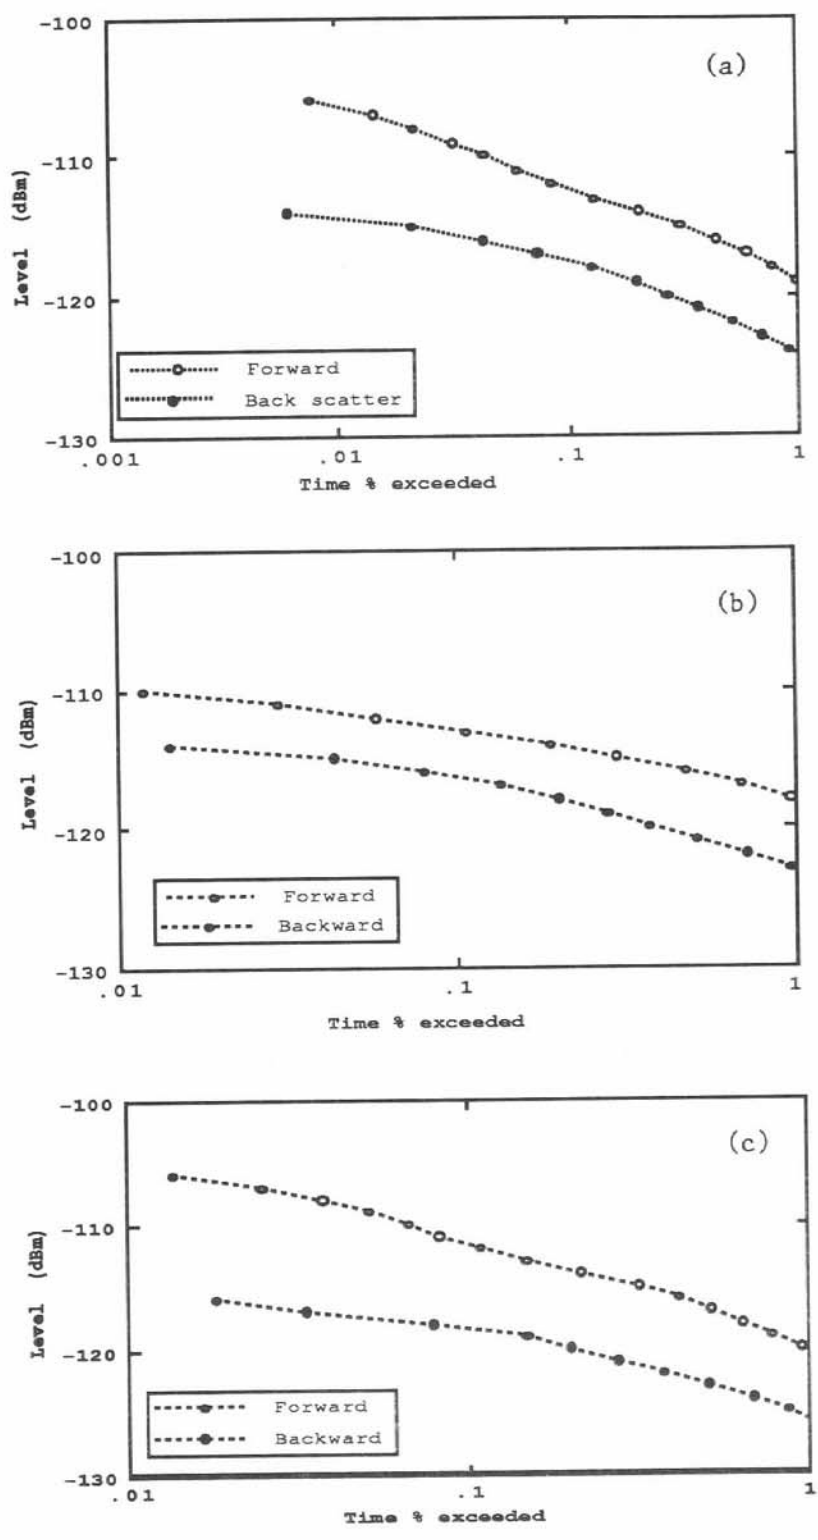 -100
(a)
-110
Level (dBm)
-120
Forward
Back scatter
-130
.001 .01 .1 1
Time % exceeded
-100
(b)
-110
Level (dBm)
-120
Forward
Backward
-130
.01 .1 1
Time % exceeded
-100
(c)
-110
Level (dBm)
-120
Forward
Backward
-130
.01 .1 1
Time % exceeded